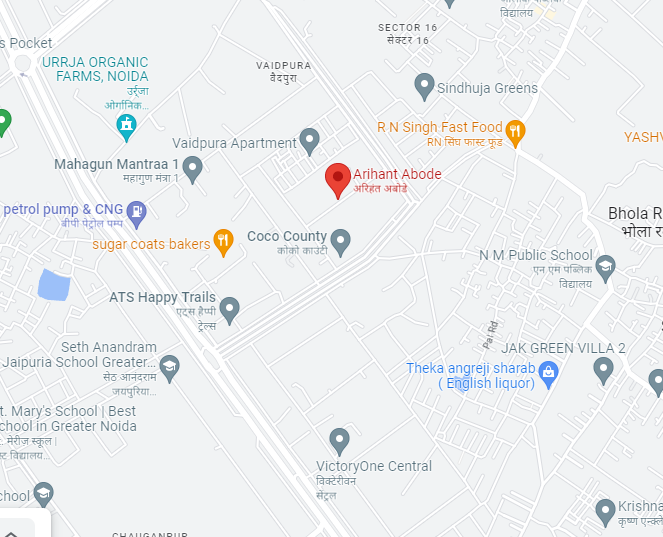 विद्यालय
SECTOR 16
सेक्टर 16
s Pocket
URRJA ORGANIC
FARMS, NOIDA
उर्र्जा
ओर्गानिक...
VAIDPURA
वैदपुरा
Sindhuja Greens
R N Singh Fast Food
RN सिंघ फास्ट फूड
YASHV
Vaidpura Apartment
Mahagun Mantraa 1
महागुण मंत्रा 1
Arihant Abode
अरिहंत अबोडे
petrol pump & CNG
बीपी पेट्रोल पम्प
Bhola R
भोला रा
sugar coats bakers
Coco County
कोको काउंटी
N M Public School
एन एम पब्लिक
विद्यालय
ATS Happy Trails
एट्स हैप्पी
ट्रेल्स
Pai Rd
Seth Anandram
Jaipuria School Greater...
सेठ आनंदराम
जयपुरिया...
JAK GREEN VILLA 2
Theka angreji sharab
( English liquor)
t. Mary's School | Best
chool in Greater Noida
. मेरीज़ स्कूल |
स्ट विद्यालय...
VictoryOne Central
विक्टेरीवन
सेंट्रल
chool
Krishna
कृष्ण एन्क्ले
CHAUGANPUR